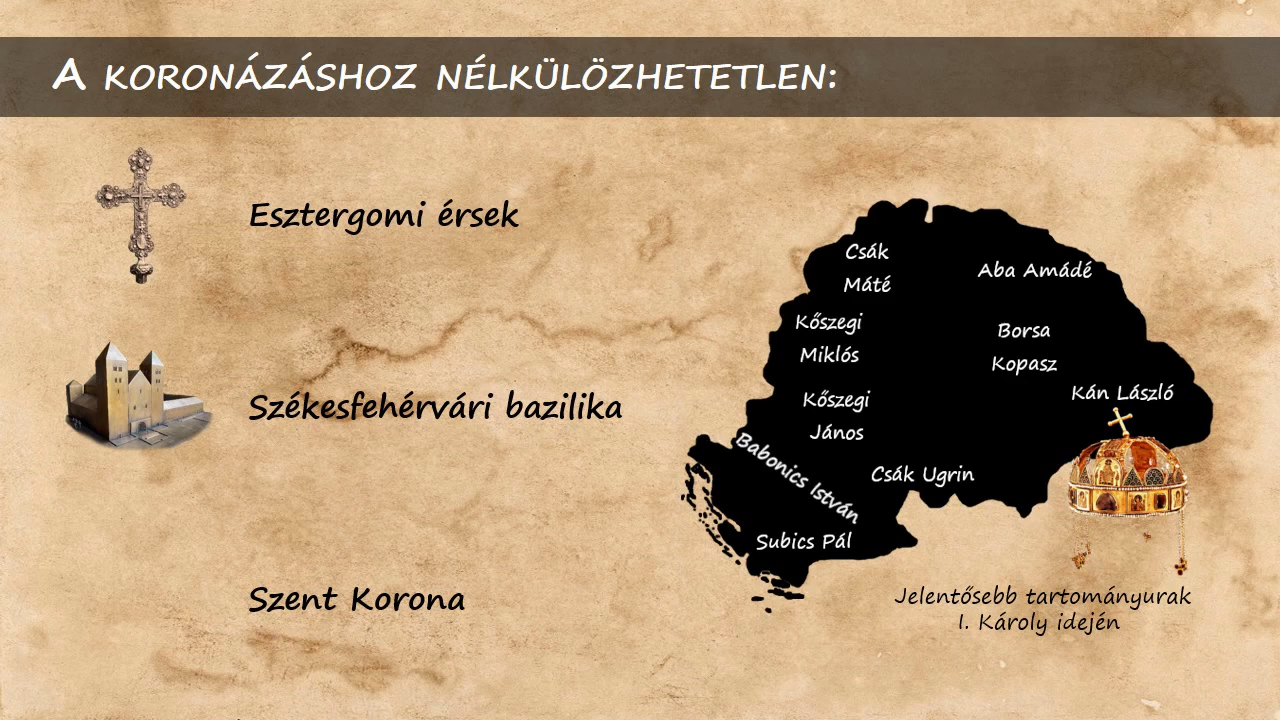 A KORONÁZÁSHOZ NÉLKÜLÖZHETETLEN:
Esztergomi érsek
Székesfehérvári bazilika
Szent Korona
Csák
Máté
Aba Amádé
Kőszegi
Miklós
Borsa
Kopasz
Kán László
Kőszegi
János
Babonics István
Csák Ugrin
Subics Pál
Jelentősebb tartományurak
I. Károly idején